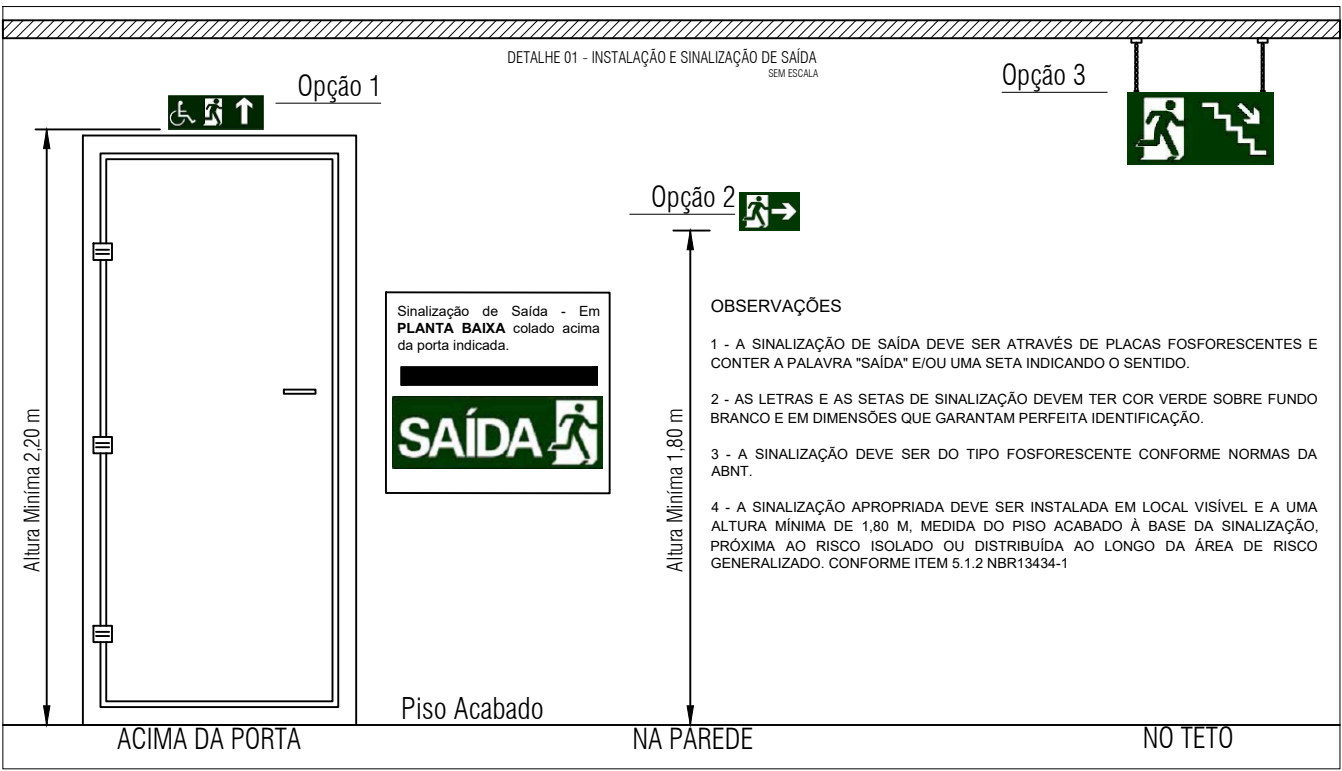 DETALHE 01 - INSTALAÇÃO E SINALIZAÇÃO DE SAÍDA
SEM ESCALA
Opção 1
Opção 3
Opção 2
Altura Miníma 2,20 m
Sinalização de Saída - Em
PLANTA BAIXA colado acima
da porta indicada.
SAÍDA
Altura Miníma 1,80 m
OBSERVAÇÕES
1 - A SINALIZAÇÃO DE SAÍDA DEVE SER ATRAVÉS DE PLACAS FOSFORESCENTES E
CONTER A PALAVRA "SAÍDA" E/OU UMA SETA INDICANDO O SENTIDO.
2 - AS LETRAS E AS SETAS DE SINALIZAÇÃO DEVEM TER COR VERDE SOBRE FUNDO
BRANCO E EM DIMENSÕES QUE GARANTAM PERFEITA IDENTIFICAÇÃO.
3 - A SINALIZAÇÃO DEVE SER DO TIPO FOSFORESCENTE CONFORME NORMAS DA
ABNT.
4 - A SINALIZAÇÃO APROPRIADA DEVE SER INSTALADA EM LOCAL VISÍVEL E A UMA
ALTURA MÍNIMA DE 1,80 M, MEDIDA DO PISO ACABADO À BASE DA SINALIZAÇÃO,
PRÓXIMA AO RISCO ISOLADO OU DISTRIBUÍDA AO LONGO DA ÁREA DE RISCO
GENERALIZADO. CONFORME ITEM 5.1.2 NBR13434-1
Piso Acabado
ACIMA DA PORTA
NA PAREDE
NO TETO